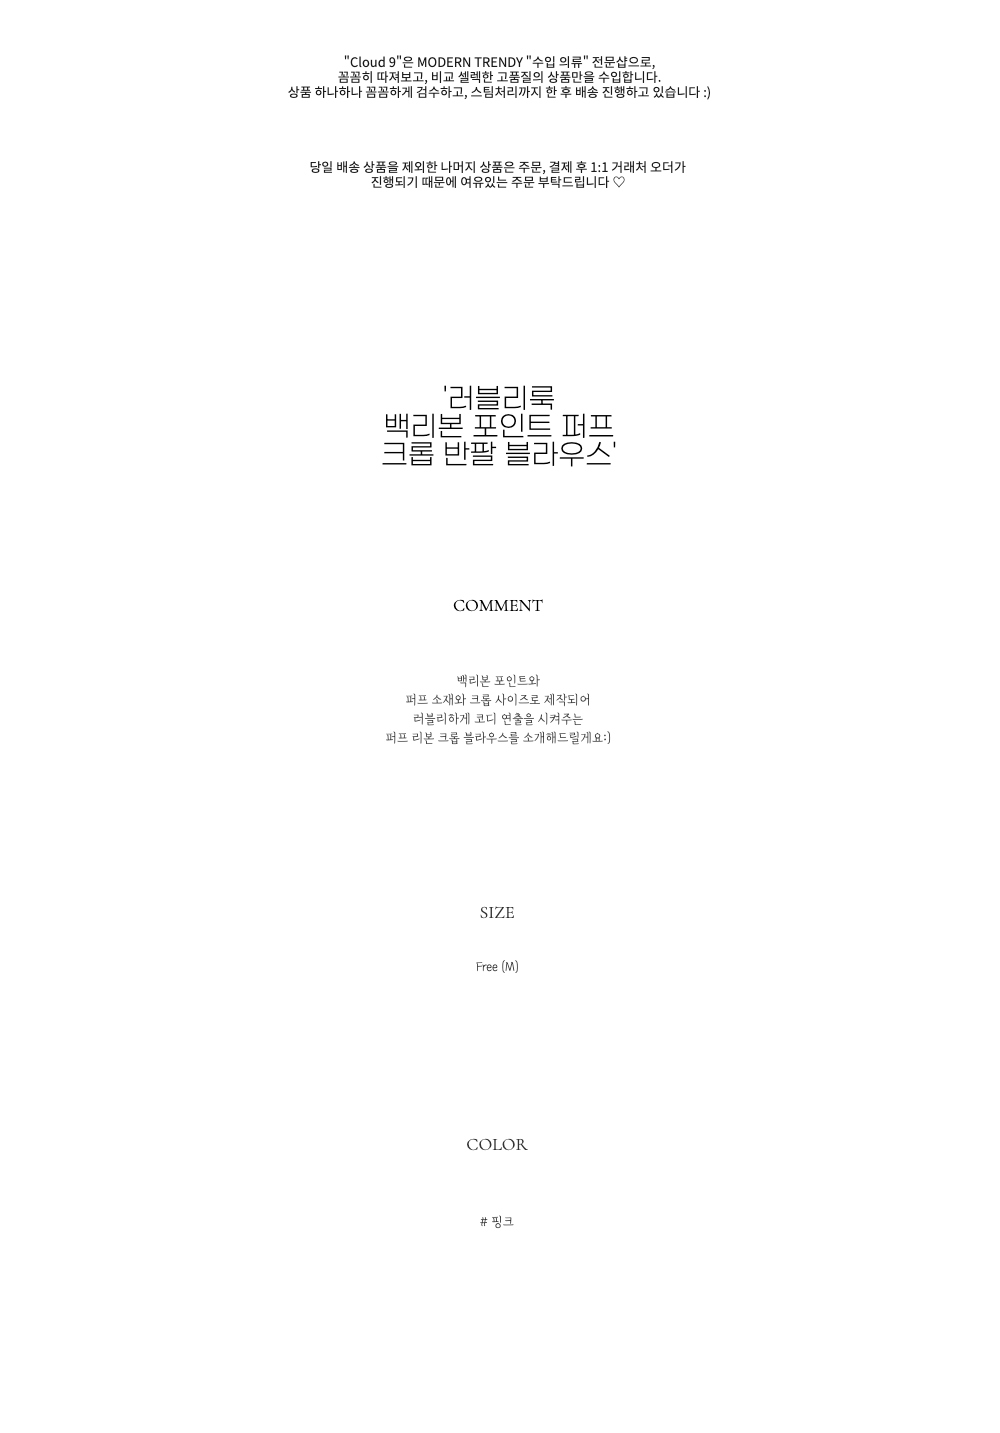 "Cloud 9"은 MODERN TRENDY "수입 의류" 전문샵으로,
꼼꼼히 따져보고, 비교 셀렉한 고품질의 상품만을 수입합니다.
상품 하나하나 꼼꼼하게 검수하고, 스팀처리까지 한 후 배송 진행하고 있습니다 :)
당일 배송 상품을 제외한 나머지 상품은 주문, 결제 후 1:1 거래처 오더가
진행되기 때문에 여유있는 주문 부탁드립니다 ♡
'러블리룩
백리본 포인트 퍼프
크롭 반팔 블라우스'
COMMENT
백리본 포인트와
퍼프 소재와 크롭 사이즈로 제작되어
러블리하게 코디 연출을 시켜주는
퍼프 리본 크롭 블라우스를 소개해드릴게요:)
SIZE
Free (M)
COLOR
# 핑크